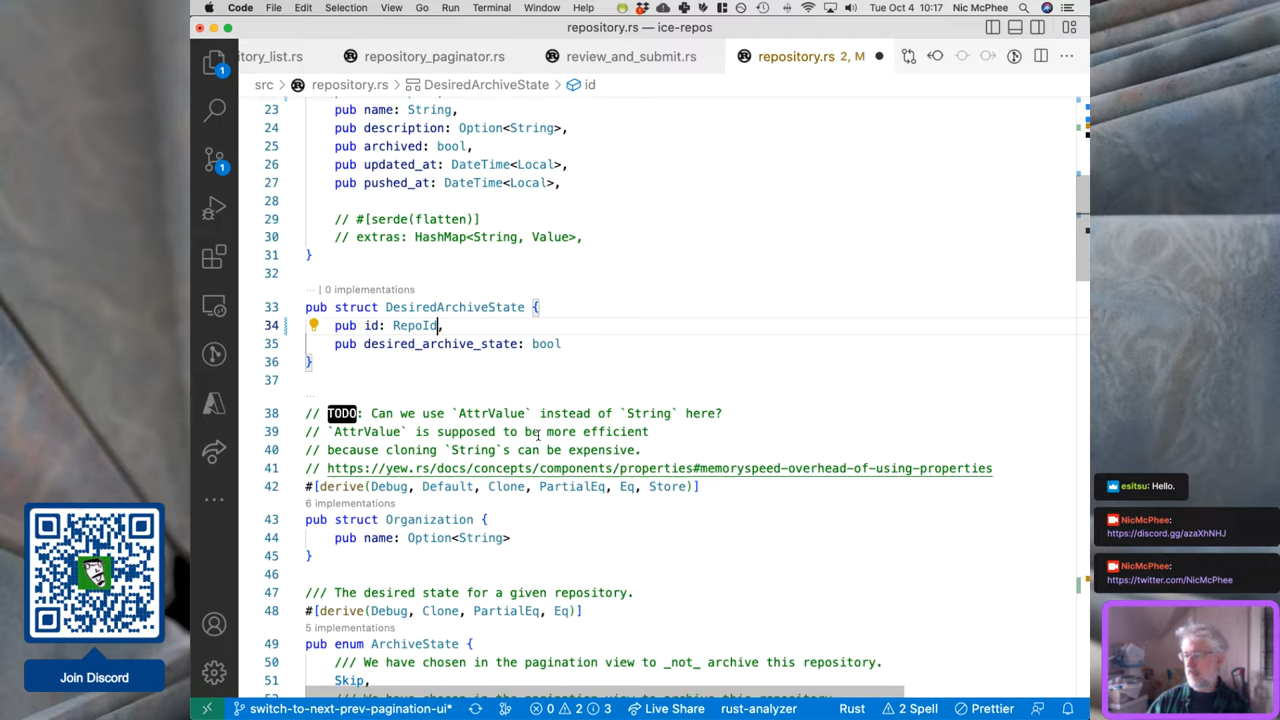 Code File Edit Selection View Go Run Terminal Window Help Tue Oct 4 10:17 Nic McPhee
repository.rs — ice-repos
itory_list.rs repository_paginator.rs review_and_submit.rs repository.rs 2, M
src > repository.rs > DesiredArchiveState > id
23 pub name: String,
24 pub description: Option<String>,
25 pub archived: bool,
26 pub updated_at: DateTime<Local>,
27 pub pushed_at: DateTime<Local>,
28
29 // #[serde(flatten)]
30 // extras: HashMap<String, Value>,
31 }
32
... | 0 implementations
33 pub struct DesiredArchiveState {
34 pub id: RepoId,
35 pub desired_archive_state: bool
36 }
37
...
38 // TODO: Can we use `AttrValue` instead of `String` here?
39 // `AttrValue` is supposed to be more efficient
40 // because cloning `String`s can be expensive.
41 // https://yew.rs/docs/concepts/components/properties#memoryspeed-overhead-of-using-properties
42 #[derive(Debug, Default, Clone, PartialEq, Eq, Store)]
6 implementations
43 pub struct Organization {
44 pub name: Option<String>
45 }
46
47 /// The desired state for a given repository.
48 #[derive(Debug, Clone, PartialEq, Eq)]
5 implementations
49 pub enum ArchiveState {
50 /// We have chosen in the pagination view to _not_ archive this repository.
51 Skip,
1
1
switch-to-next-prev-pagination-ui* 0 2 3 Live Share rust-analyzer Rust 2 Spell Prettier
Join Discord
esitsu: Hello.
NicMcPhee:
https://discord.gg/azaXhNHJ
NicMcPhee:
https://twitter.com/NicMcPhee